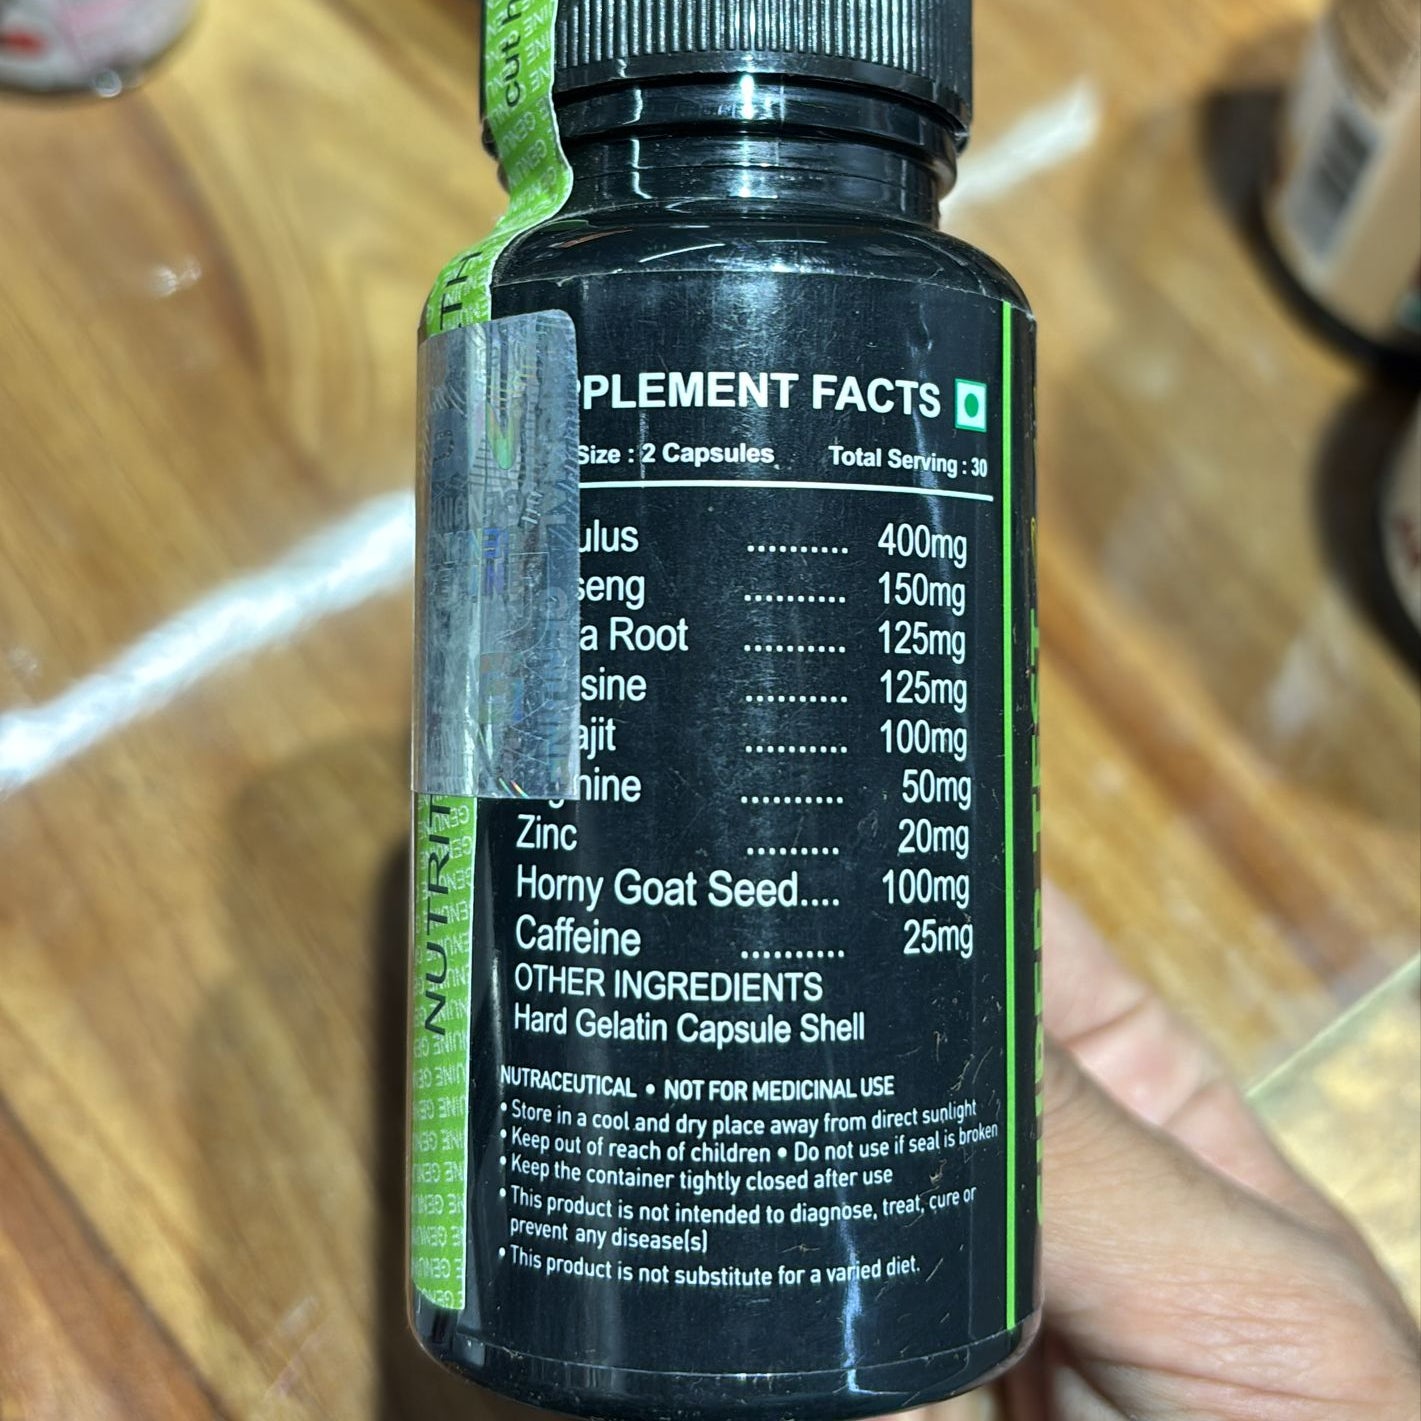 cut h
PPLEMENT FACTS
Size : 2 Capsules Total Serving : 30
ulus .......... 400mg
seng .......... 150mg
a Root .......... 125mg
sine .......... 125mg
ajit .......... 100mg
nine .......... 50mg
Zinc ......... 20mg
Horny Goat Seed.... 100mg
Caffeine .......... 25mg
OTHER INGREDIENTS
Hard Gelatin Capsule Shell
NUTRACEUTICAL • NOT FOR MEDICINAL USE
• Store in a cool and dry place away from direct sunlight
• Keep out of reach of children • Do not use if seal is broken
• Keep the container tightly closed after use
• This product is not intended to diagnose, treat, cure or
prevent any disease(s)
• This product is not substitute for a varied diet.
NUTRIT
LTH
GENUINE